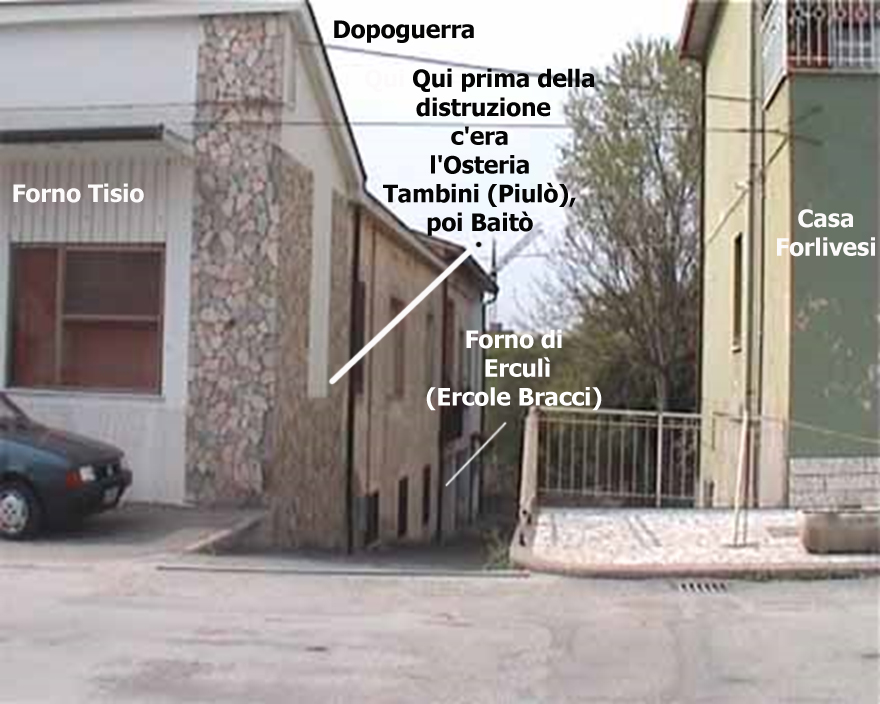 Dopoguerra
Qui prima della
distruzione
c'era
l'Osteria
Tambini (Piulò),
poi Baitò
Forno Tisio
Casa
Forlivesi
Forno di
Erculì
(Ercole Bracci)